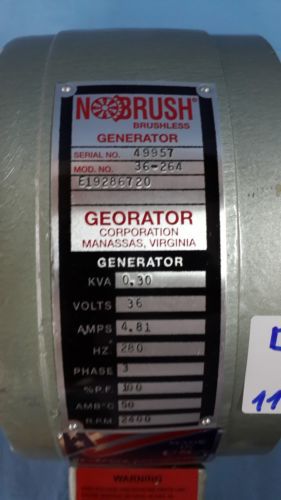 NOBRUSH®
BRUSHLESS
GENERATOR
SERIAL NO. 49957
MOD. NO. 36-264
E19286720
GEORATOR
CORPORATION
MANASSAS, VIRGINIA
GENERATOR
KVA 0.30
VOLTS 36
AMPS 4.81
HZ 280
PHASE 3
% P.F. 100
AMB°C 50
R.P.M 2400
WARNING
11